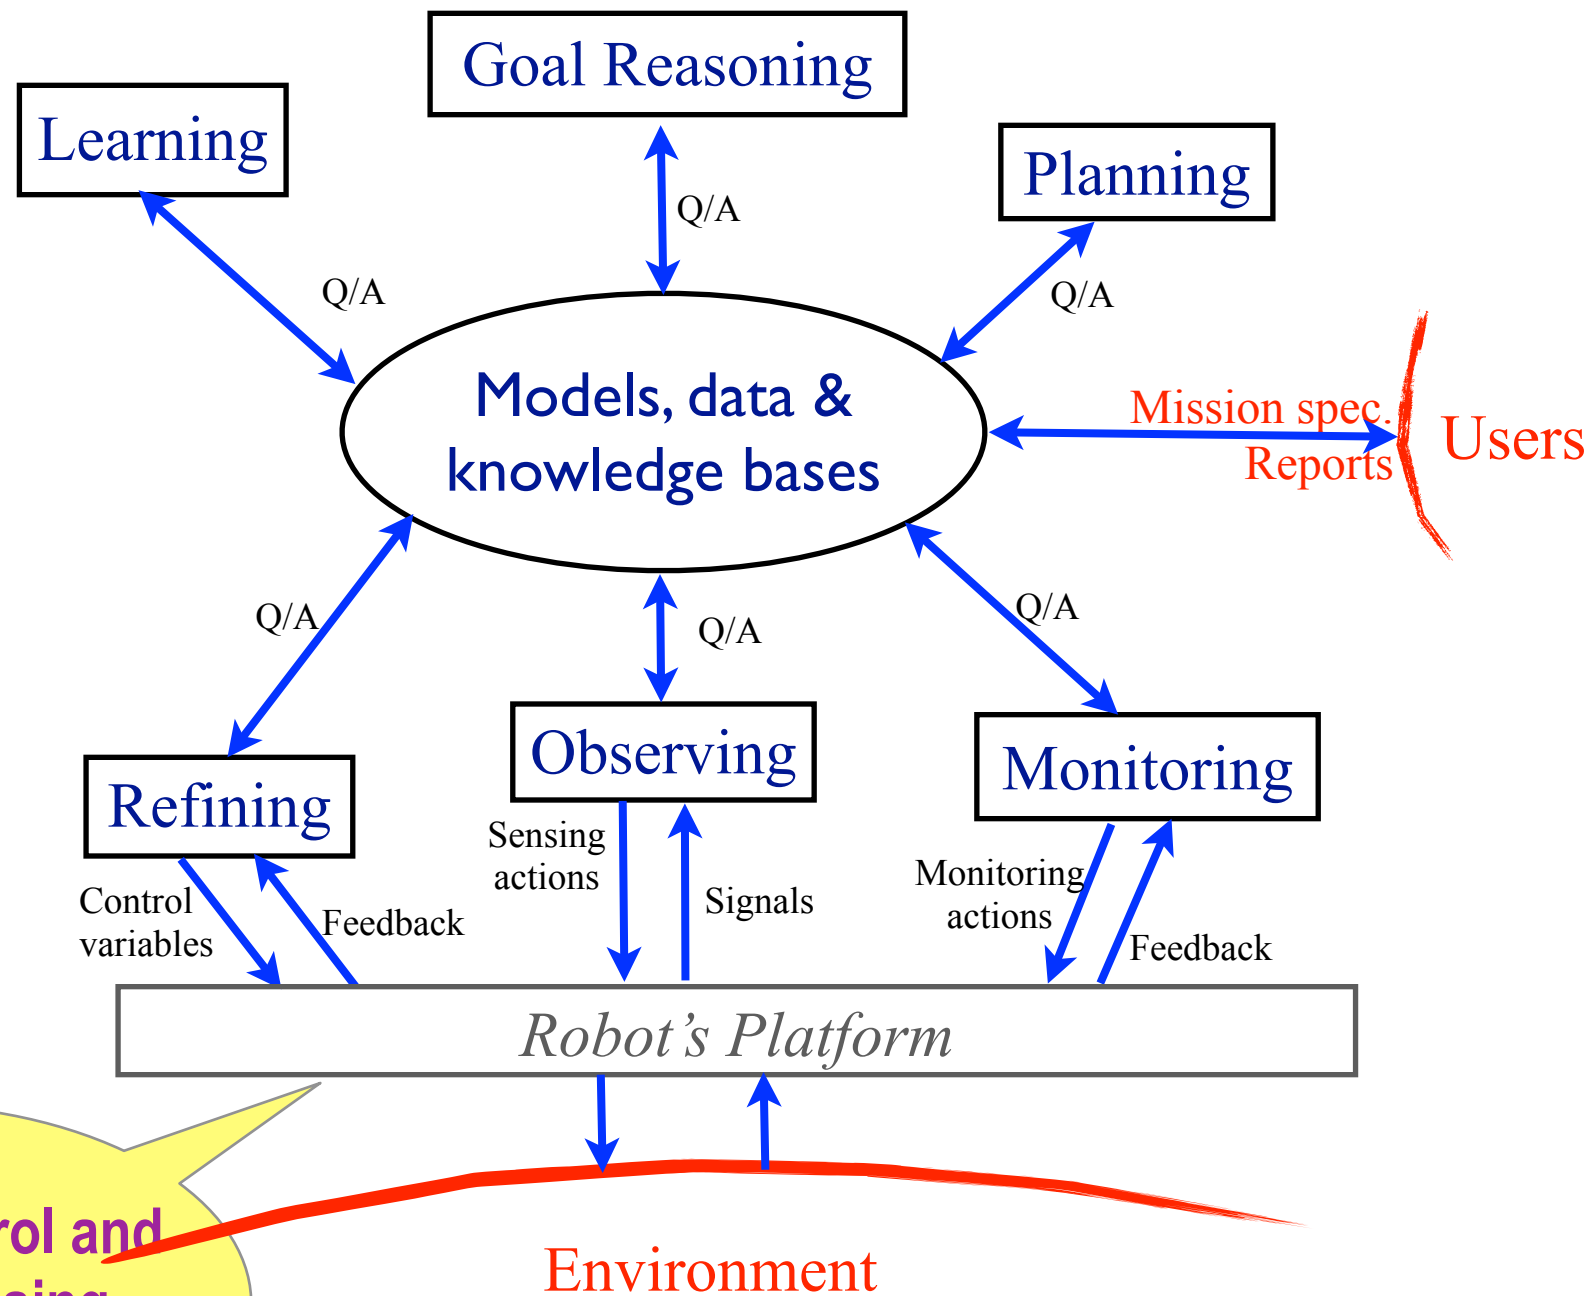 Goal Reasoning
Learning
Planning
Q/A
Q/A
Q/A
Models, data &
knowledge bases
Mission spec.
Reports
Users
Q/A
Q/A
Q/A
Refining
Observing
Monitoring
Sensing
actions
Signals
Control
variables
Feedback
Monitoring
actions
Feedback
Robot’s Platform
and
Environment